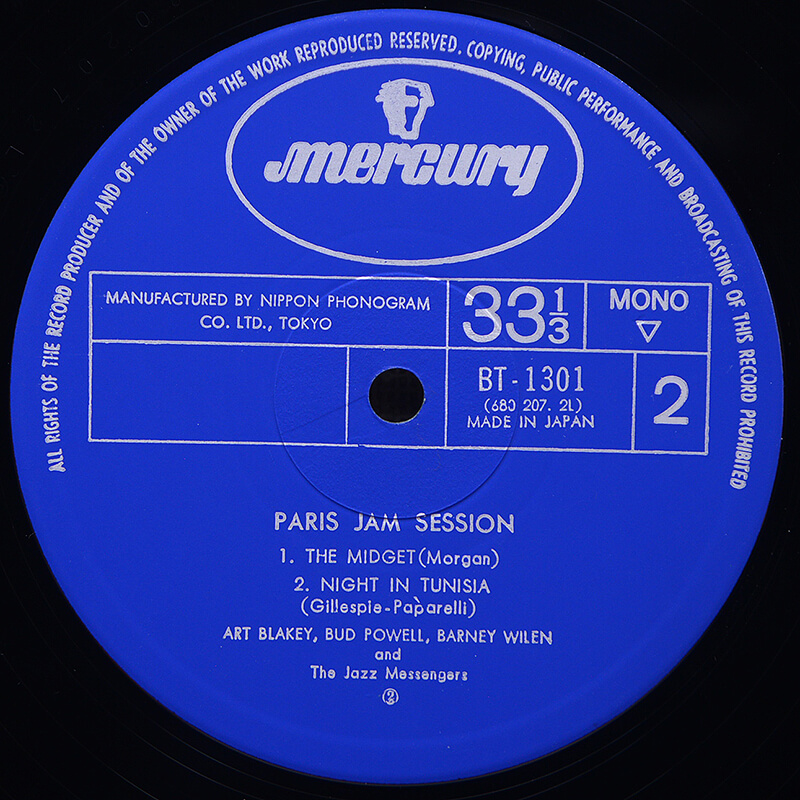 ALL RIGHTS OF THE RECORD PRODUCER AND OF THE OWNER OF THE WORK REPRODUCED RESERVED. COPYING, PUBLIC PERFORMANCE AND BROADCASTING OF THIS RECORD PROHIBITED
mercury
MANUFACTURED BY NIPPON PHONOGRAM
CO. LTD., TOKYO
33 1/3
MONO
▽
BT-1301
(680 207. 2L)
MADE IN JAPAN
2
PARIS JAM SESSION
1. THE MIDGET (Morgan)
2. NIGHT IN TUNISIA
(Gillespie-Paparelli)
ART BLAKEY, BUD POWELL, BARNEY WILEN
and
The Jazz Messengers
②